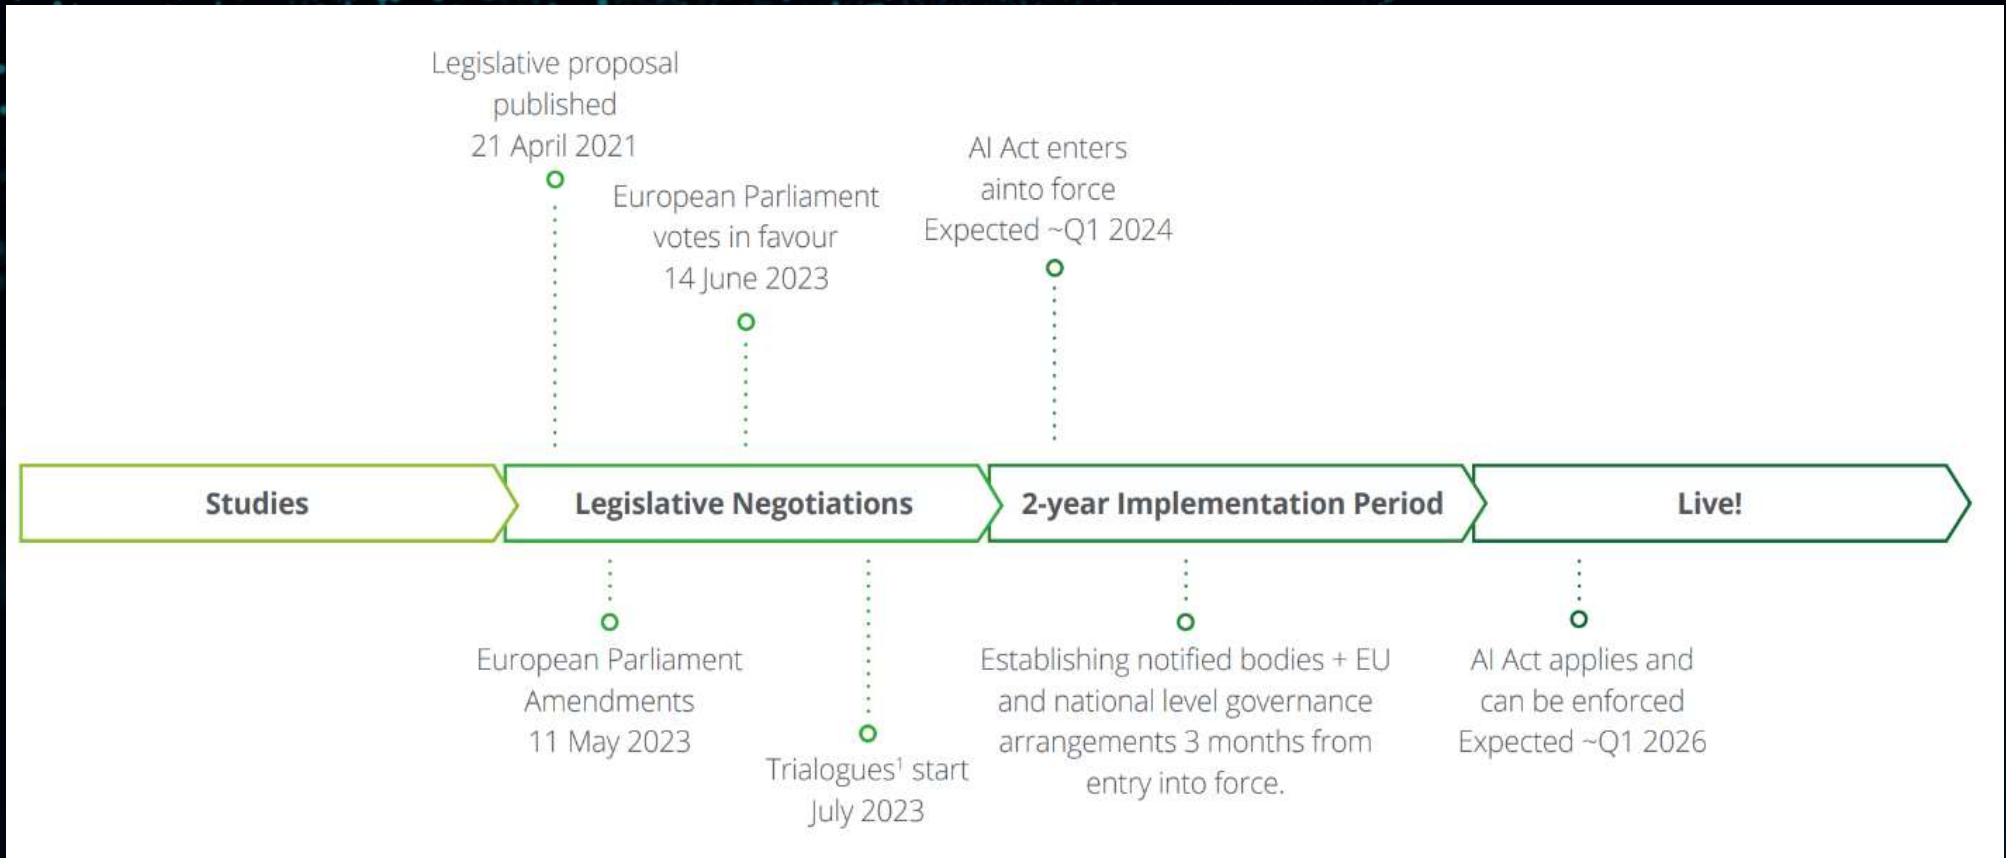 Legislative proposal
published
21 April 2021
European Parliament
votes in favour
14 June 2023
AI Act enters
ainto force
Expected ~Q1 2024
Studies
Legislative Negotiations
2-year Implementation Period
Live!
European Parliament
Amendments
11 May 2023
Trialogues¹ start
July 2023
Establishing notified bodies + EU
and national level governance
arrangements 3 months from
entry into force.
AI Act applies and
can be enforced
Expected ~Q1 2026